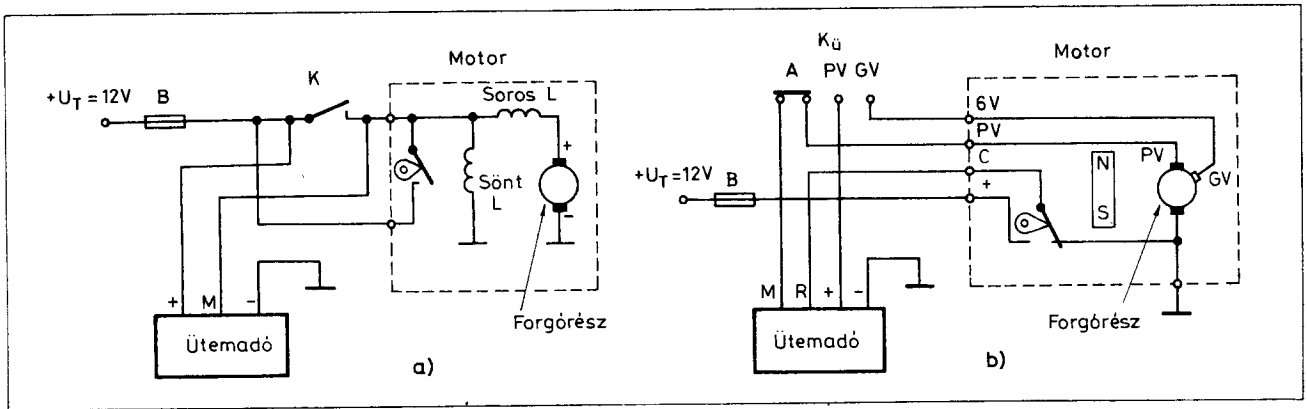 Motor
K
+U_T = 12V
B
Soros L
+
Sönt
L
-
+ M -
Ütemadó
Forgórész
a)
Kü
A PV GV
Motor
6V
PV
C
+
PV
GV
N
S
+U_T = 12V
B
M R + -
Ütemadó
Forgórész
b)